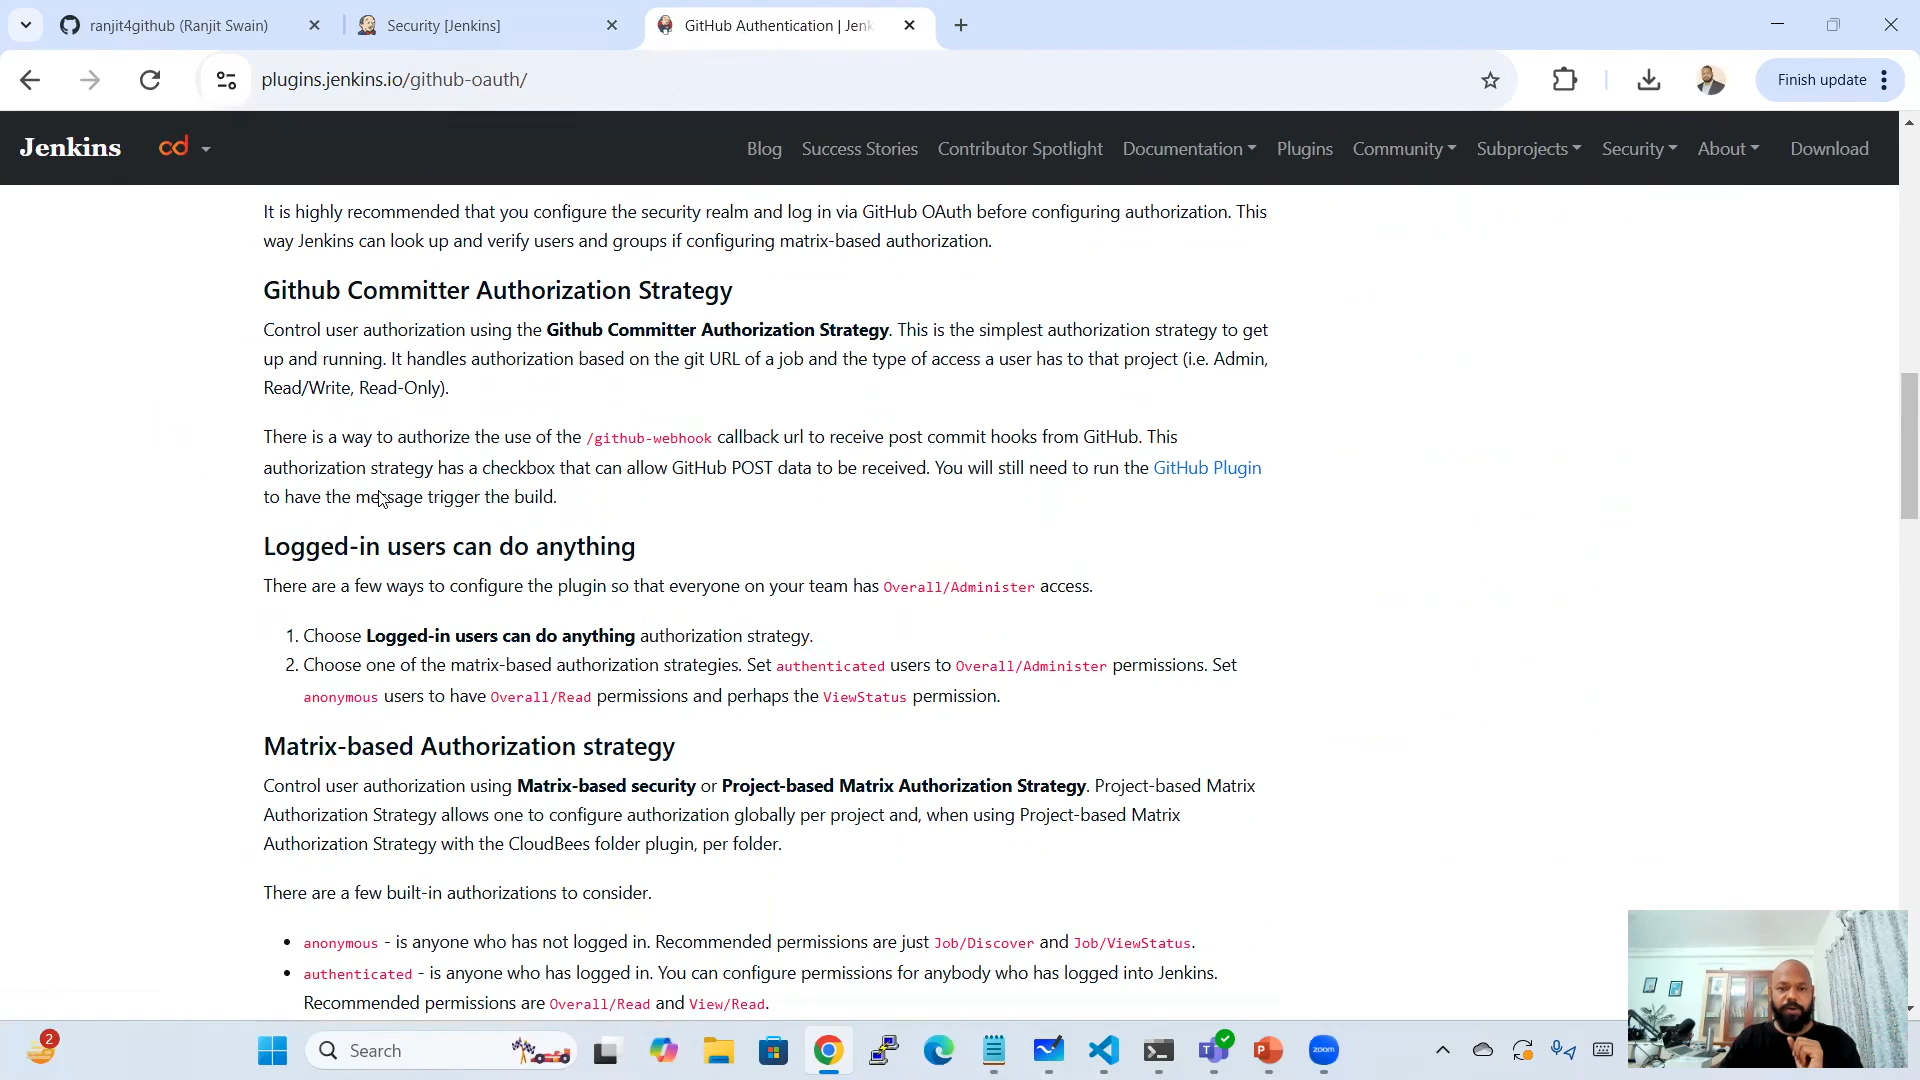 ranjit4github (Ranjit Swain)
Security [Jenkins]
GitHub Authentication | Jenk
plugins.jenkins.io/github-oauth/
Finish update
Jenkins
cd
Blog
Success Stories
Contributor Spotlight
Documentation
Plugins
Community
Subprojects
Security
About
Download
It is highly recommended that you configure the security realm and log in via GitHub OAuth before configuring authorization. This
way Jenkins can look up and verify users and groups if configuring matrix-based authorization.
Github Committer Authorization Strategy
Control user authorization using the Github Committer Authorization Strategy. This is the simplest authorization strategy to get
up and running. It handles authorization based on the git URL of a job and the type of access a user has to that project (i.e. Admin,
Read/Write, Read-Only).
There is a way to authorize the use of the /github-webhook callback url to receive post commit hooks from GitHub. This
authorization strategy has a checkbox that can allow GitHub POST data to be received. You will still need to run the GitHub Plugin
to have the message trigger the build.
Logged-in users can do anything
There are a few ways to configure the plugin so that everyone on your team has Overall/Administer access.
1. Choose Logged-in users can do anything authorization strategy.
2. Choose one of the matrix-based authorization strategies. Set authenticated users to Overall/Administer permissions. Set
anonymous users to have Overall/Read permissions and perhaps the ViewStatus permission.
Matrix-based Authorization strategy
Control user authorization using Matrix-based security or Project-based Matrix Authorization Strategy. Project-based Matrix
Authorization Strategy allows one to configure authorization globally per project and, when using Project-based Matrix
Authorization Strategy with the CloudBees folder plugin, per folder.
There are a few built-in authorizations to consider.
• anonymous - is anyone who has not logged in. Recommended permissions are just Job/Discover and Job/ViewStatus.
• authenticated - is anyone who has logged in. You can configure permissions for anybody who has logged into Jenkins.
Recommended permissions are Overall/Read and View/Read.
2
Search
zoom